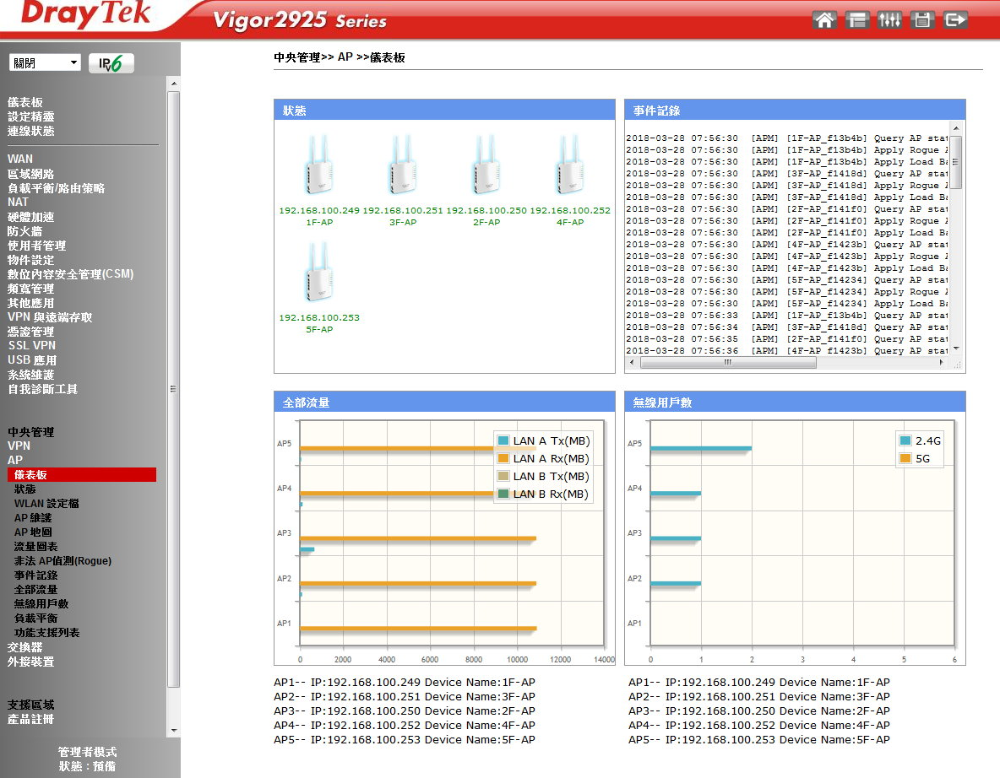 DrayTek
Vigor2925 Series
關閉
IPv6
儀表板
設定精靈
連線狀態
WAN
區域網路
負載平衡/路由策略
NAT
硬體加速
防火牆
使用者管理
物件設定
數位內容安全管理(CSM)
頻寬管理
其他應用
VPN 與遠端存取
憑證管理
SSL VPN
USB 應用
系統維護
自我診斷工具
中央管理
VPN
AP
儀表板
狀態
WLAN 設定檔
AP 維護
AP 地圖
流量圖表
非法 AP偵測(Rogue)
事件記錄
全部流量
無線用戶數
負載平衡
功能支援列表
交換器
外接裝置
支援區域
產品註冊
管理者模式
狀態 : 預備
中央管理>> AP >>儀表板
狀態
192.168.100.249 192.168.100.251 192.168.100.250 192.168.100.252
1F-AP 3F-AP 2F-AP 4F-AP
192.168.100.253
5F-AP
事件記錄
2018-03-28 07:56:30 [APM] [1F-AP_f13b4b] Query AP stat
2018-03-28 07:56:30 [APM] [1F-AP_f13b4b] Apply Rogue
2018-03-28 07:56:30 [APM] [1F-AP_f13b4b] Apply Load Ba
2018-03-28 07:56:30 [APM] [3F-AP_f1418d] Query AP stat
2018-03-28 07:56:30 [APM] [3F-AP_f1418d] Apply Rogue
2018-03-28 07:56:30 [APM] [3F-AP_f1418d] Apply Load Ba
2018-03-28 07:56:30 [APM] [2F-AP_f141f0] Query AP stat
2018-03-28 07:56:30 [APM] [2F-AP_f141f0] Apply Rogue
2018-03-28 07:56:30 [APM] [2F-AP_f141f0] Apply Load Ba
2018-03-28 07:56:30 [APM] [4F-AP_f1423b] Query AP stat
2018-03-28 07:56:30 [APM] [4F-AP_f1423b] Apply Rogue
2018-03-28 07:56:30 [APM] [4F-AP_f1423b] Apply Load Ba
2018-03-28 07:56:30 [APM] [5F-AP_f14234] Query AP stat
2018-03-28 07:56:30 [APM] [5F-AP_f14234] Apply Rogue
2018-03-28 07:56:30 [APM] [5F-AP_f14234] Apply Load Ba
2018-03-28 07:56:33 [APM] [1F-AP_f13b4b] Query AP stat
2018-03-28 07:56:34 [APM] [3F-AP_f1418d] Query AP stat
2018-03-28 07:56:35 [APM] [2F-AP_f141f0] Query AP stat
2018-03-28 07:56:36 [APM] [4F-AP_f1423b] Query AP stat
全部流量
AP5
AP4
AP3
AP2
AP1
0 2000 4000 6000 8000 10000 12000 14000
LAN A Tx(MB)
LAN A Rx(MB)
LAN B Tx(MB)
LAN B Rx(MB)
AP1-- IP:192.168.100.249 Device Name:1F-AP
AP2-- IP:192.168.100.251 Device Name:3F-AP
AP3-- IP:192.168.100.250 Device Name:2F-AP
AP4-- IP:192.168.100.252 Device Name:4F-AP
AP5-- IP:192.168.100.253 Device Name:5F-AP
無線用戶數
AP5
AP4
AP3
AP2
AP1
0 1 2 3 4 5 6
2.4G
5G
AP1-- IP:192.168.100.249 Device Name:1F-AP
AP2-- IP:192.168.100.251 Device Name:3F-AP
AP3-- IP:192.168.100.250 Device Name:2F-AP
AP4-- IP:192.168.100.252 Device Name:4F-AP
AP5-- IP:192.168.100.253 Device Name:5F-AP